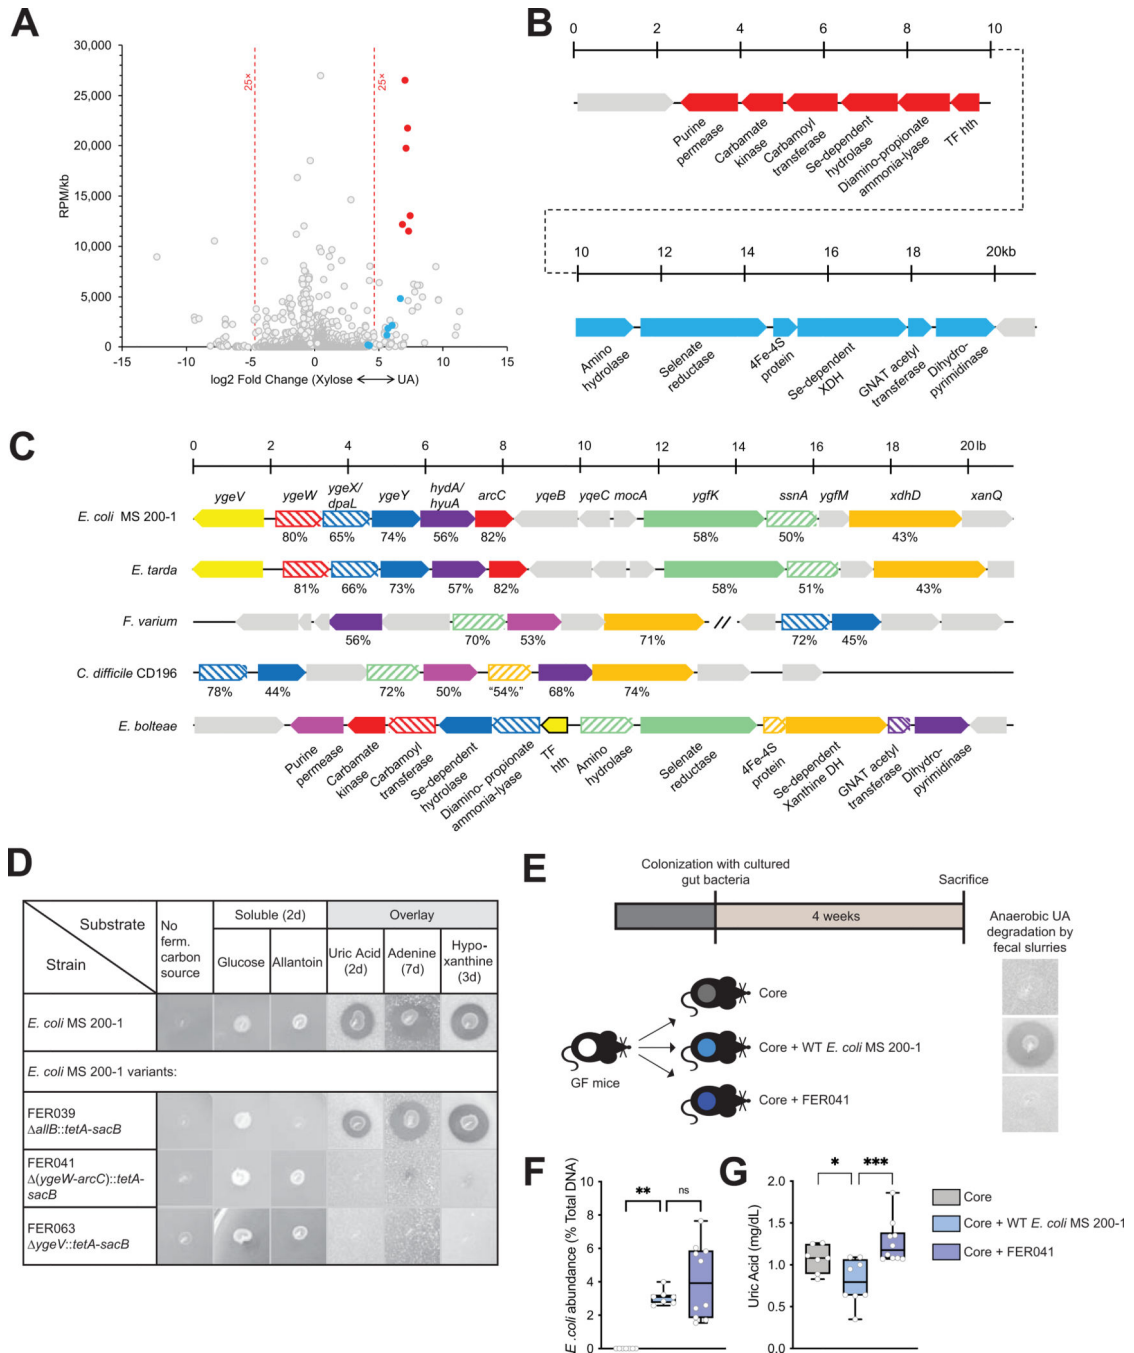 A
RPM/kb
30,000
25,000
20,000
15,000
10,000
5,000
0
25×
25×
-15
-10
-5
0
5
10
15
log2 Fold Change (Xylose ⟷ UA)
B
0 2 4 6 8 10
Purine permease
Carbamate kinase
Carbamoyl transferase
Se-dependent hydrolase
Diamino-propionate ammonia-lyase
TF hth
10 12 14 16 18 20kb
Amino hydrolase
Selenate reductase
4Fe-4S protein
Se-dependent XDH
GNAT acetyl transferase
Dihydro-pyrimidinase
C
0 2 4 6 8 10 12 14 16 18 20 lb
ygeV ygeW ygeX/dpaL ygeY hydA/hyuA arcC yqeB yqeC mocA ygfK ssnA ygfM xdhD xanQ
E. coli MS 200-1
80% 65% 74% 56% 82% 58% 50% 43%
E. tarda
81% 66% 73% 57% 82% 58% 51% 43%
F. varium
56% 70% 53% 71% 72% 45%
C. difficile CD196
78% 44% 72% 50% "54%" 68% 74%
E. bolteae
Purine permease
Carbamate kinase
Carbamoyl transferase
Se-dependent hydrolase
Diamino- propionate ammonia-lyase
TF hth
Amino hydrolase
Selenate reductase
4Fe-4S protein
Se-dependent Xanthine DH
GNAT acetyl transferase
Dihydro-pyrimidinase
D
Substrate
Strain
No ferm. carbon source
Soluble (2d)
Overlay
Glucose
Allantoin
Uric Acid (2d)
Adenine (7d)
Hypo-xanthine (3d)
E. coli MS 200-1
E. coli MS 200-1 variants:
FER039
ΔallB::tetA-sacB
FER041
Δ(ygeW-arcC)::tetA-
sacB
FER063
ΔygeV::tetA-sacB
E
Colonization with cultured
gut bacteria
Sacrifice
4 weeks
Anaerobic UA
degradation by
fecal slurries
GF mice
Core
Core + WT E. coli MS 200-1
Core + FER041
F
E .coli abundance (% Total DNA)
10
8
6
4
2
0
**
ns
G
Uric Acid (mg/dL)
2.0
1.5
1.0
0.5
0.0
*
***
Core
Core + WT E. coli MS 200-1
Core + FER041